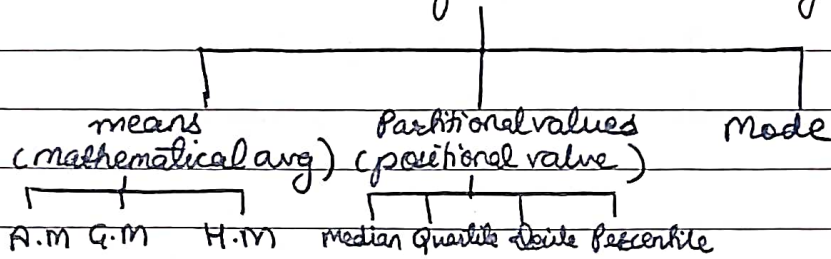 means Partitional values Mode
(mathematical avg) (positional value)
A.M G.M H.M Median Quartile Decile Percentile